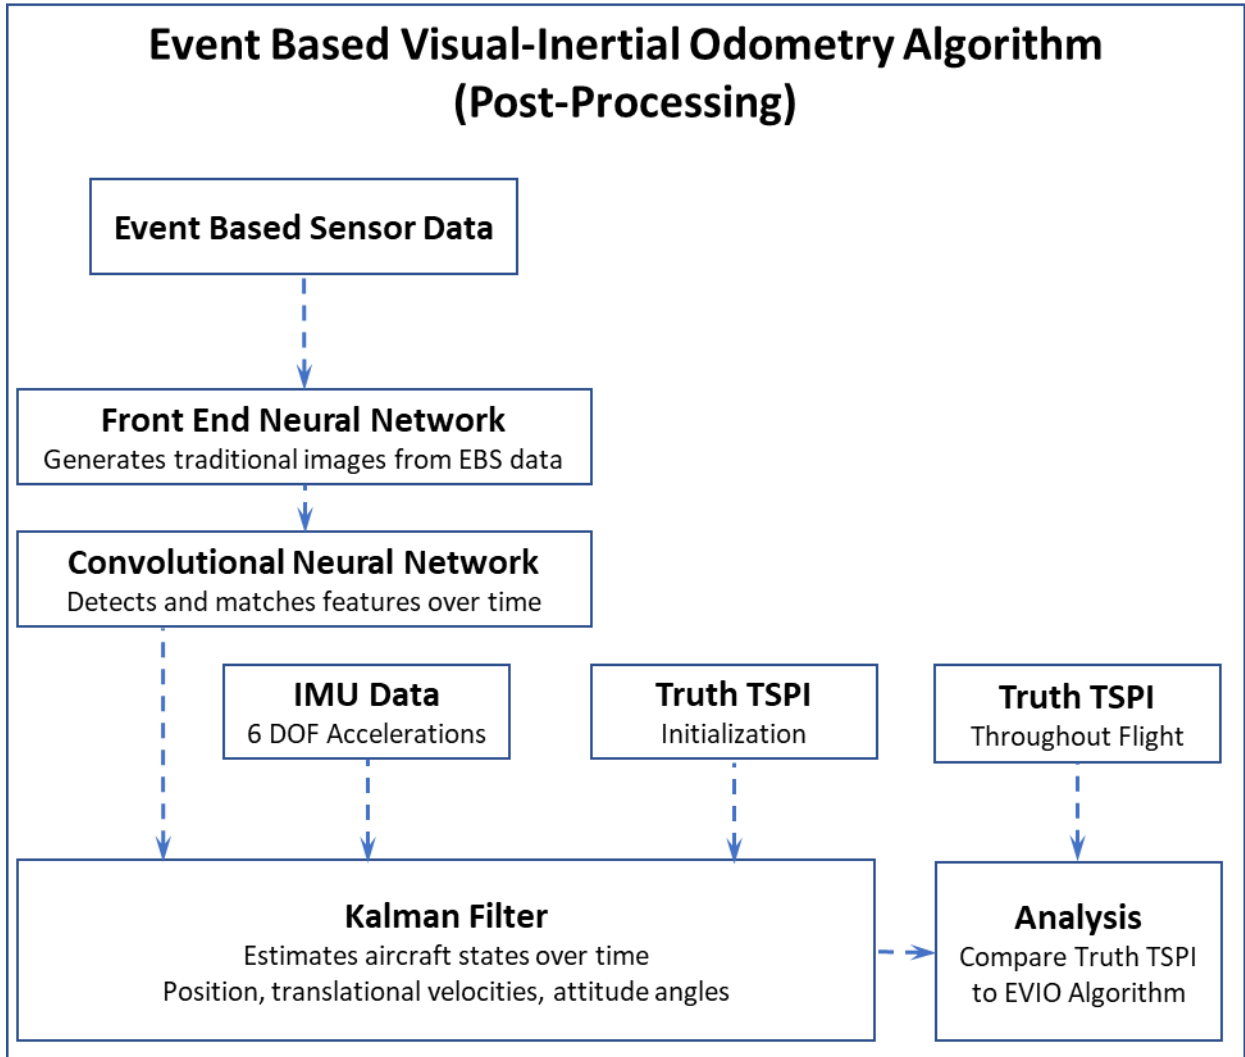 Event Based Visual-Inertial Odometry Algorithm
(Post-Processing)
Event Based Sensor Data
Front End Neural Network
Generates traditional images from EBS data
Convolutional Neural Network
Detects and matches features over time
IMU Data
6 DOF Accelerations
Truth TSPI
Initialization
Truth TSPI
Throughout Flight
Kalman Filter
Estimates aircraft states over time
Position, translational velocities, attitude angles
Analysis
Compare Truth TSPI
to EVIO Algorithm